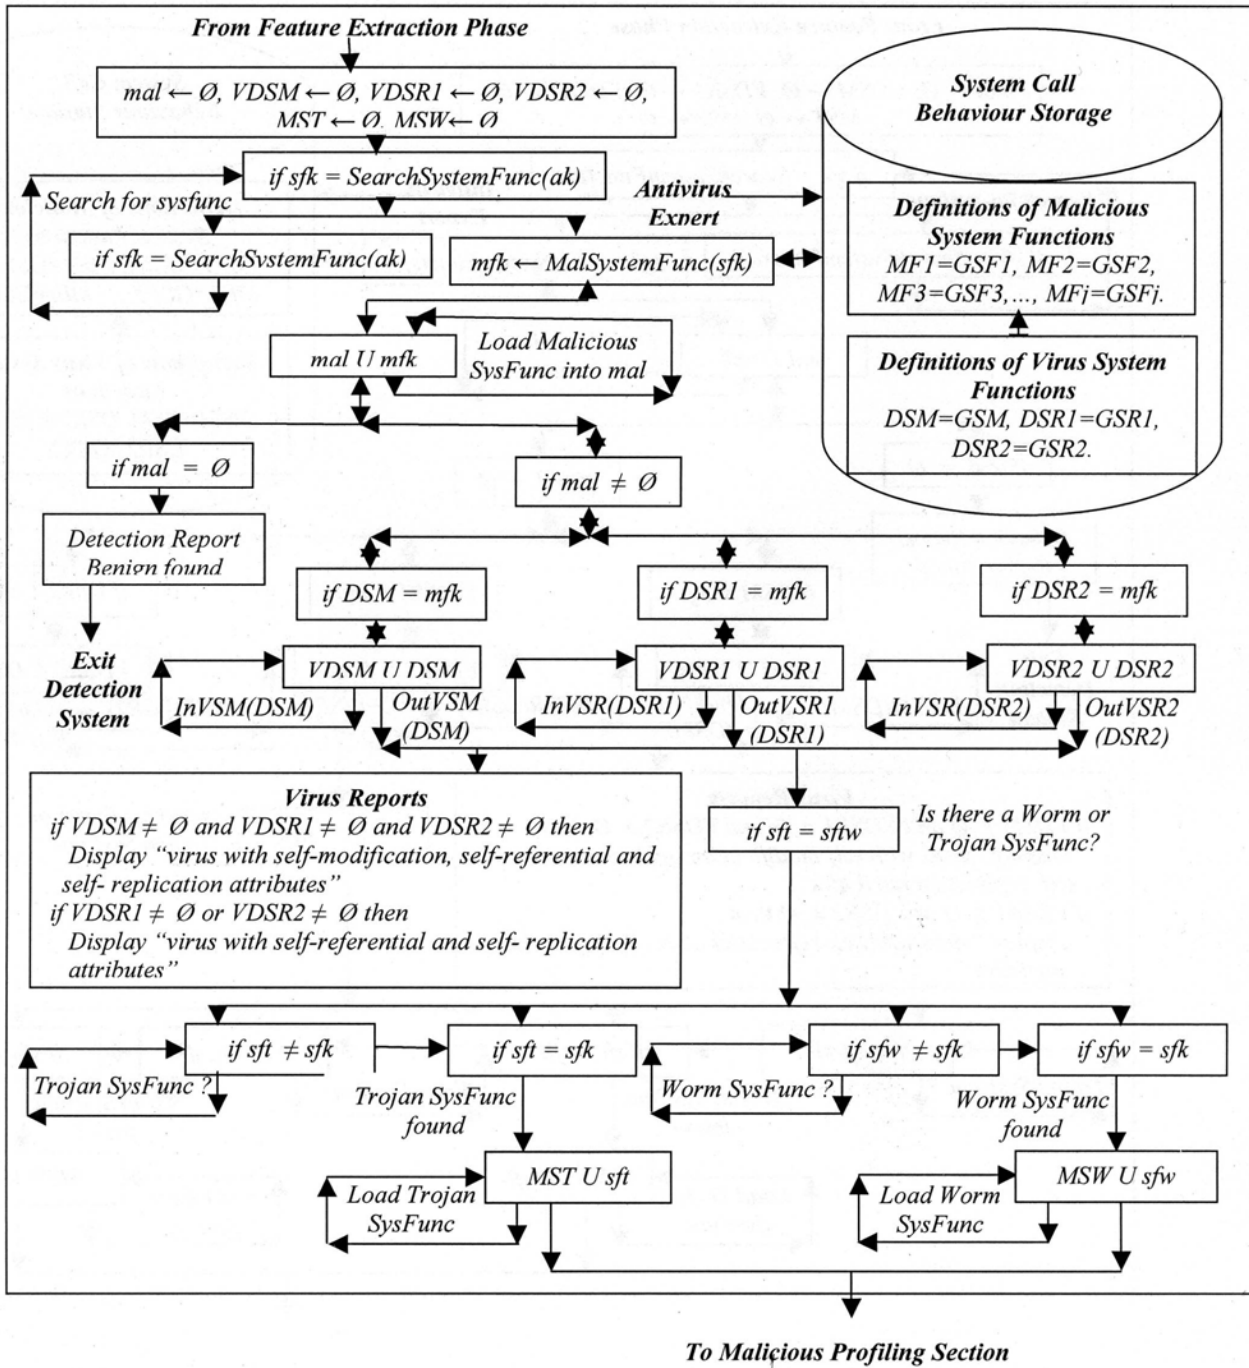 From Feature Extraction Phase
mal ← Ø, VDSM ← Ø, VDSR1 ← Ø, VDSR2 ← Ø,
MST ← Ø. MSW← Ø
if sfk = SearchSystemFunc(ak)
Search for sysfunc
if sfk = SearchSystemFunc(ak)
Antivirus
Exnert
mfk ← MalSystemFunc(sfk)
System Call
Behaviour Storage
Definitions of Malicious
System Functions
MF1=GSF1, MF2=GSF2,
MF3=GSF3,..., MFj=GSFj.
Definitions of Virus System
Functions
DSM=GSM, DSR1=GSR1,
DSR2=GSR2.
mal U mfk
Load Malicious
SysFunc into mal
if mal = Ø
if mal ≠ Ø
Detection Report
Benign found
Exit
Detection
System
if DSM = mfk
if DSR1 = mfk
if DSR2 = mfk
VDSM U DSM
VDSR1 U DSR1
VDSR2 U DSR2
InVSM(DSM)
OutVSM
(DSM)
InVSR(DSR1)
OutVSR1
(DSR1)
InVSR(DSR2)
OutVSR2
(DSR2)
Virus Reports
if VDSM ≠ Ø and VDSR1 ≠ Ø and VDSR2 ≠ Ø then
Display “virus with self-modification, self-referential and
self- replication attributes”
if VDSR1 ≠ Ø or VDSR2 ≠ Ø then
Display “virus with self-referential and self- replication
attributes”
if sft = sftw
Is there a Worm or
Trojan SysFunc?
if sft ≠ sfk
if sft = sfk
if sfw ≠ sfk
if sfw = sfk
Trojan SysFunc ?
Trojan SysFunc
found
Worm SysFunc ?
Worm SysFunc
found
MST U sft
MSW U sfw
Load Trojan
SysFunc
Load Worm
SysFunc
To Malicious Profiling Section